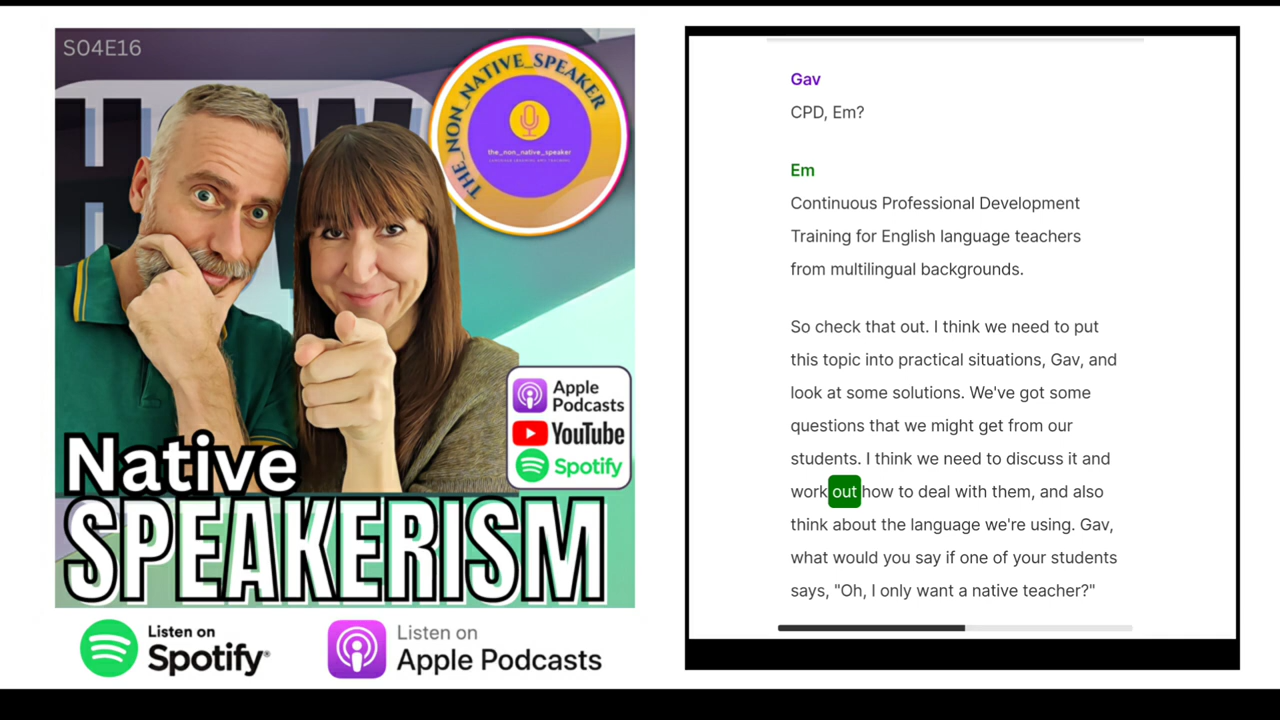 S04E16
HOW
THE_NON_NATIVE_SPEAKER
the_non_native_speaker
Apple
Podcasts
YouTube
Spotify
Native
SPEAKERISM
Listen on
Spotify
Listen on
Apple Podcasts
Gav
CPD, Em?
Em
Continuous Professional Development
Training for English language teachers
from multilingual backgrounds.
So check that out. I think we need to put
this topic into practical situations, Gav, and
look at some solutions. We've got some
questions that we might get from our
students. I think we need to discuss it and
work out how to deal with them, and also
think about the language we're using. Gav,
what would you say if one of your students
says, "Oh, I only want a native teacher?"